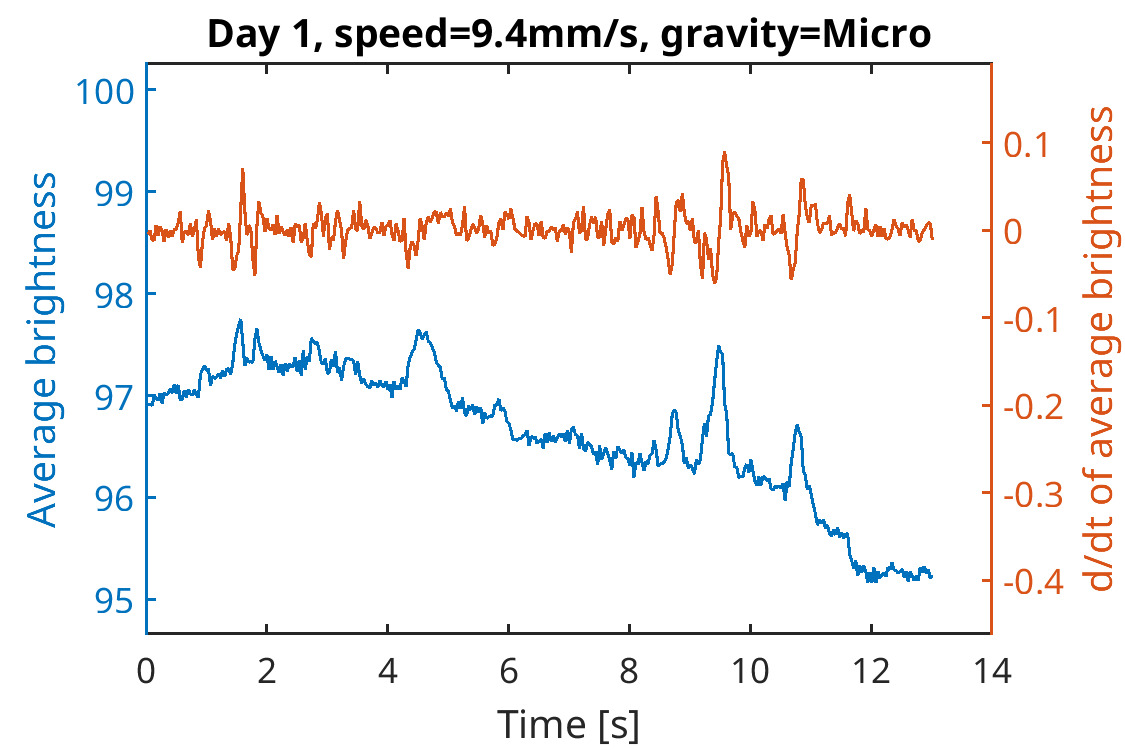 Day 1, speed=9.4mm/s, gravity=Micro
Average brightness
100
99
98
97
96
95
0.1
0
-0.1
-0.2
-0.3
-0.4
d/dt of average brightness
0 2 4 6 8 10 12 14
Time [s]